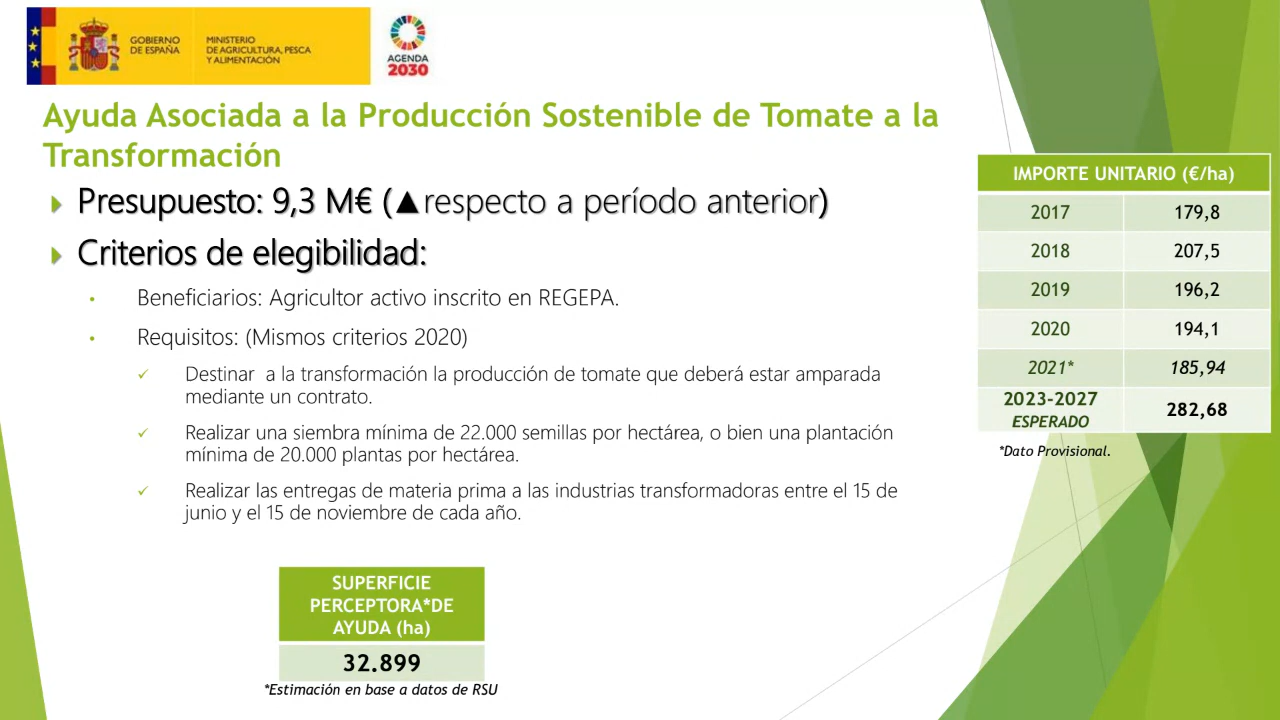 GOBIERNO
DE ESPAÑA
MINISTERIO
DE AGRICULTURA, PESCA
Y ALIMENTACIÓN
AGENDA
2030
Ayuda Asociada a la Producción Sostenible de Tomate a la
Transformación
Presupuesto: 9,3 M€ (▲respecto a período anterior)
Criterios de elegibilidad:
• Beneficiarios: Agricultor activo inscrito en REGEPA.
• Requisitos: (Mismos criterios 2020)
✓ Destinar a la transformación la producción de tomate que deberá estar amparada
mediante un contrato.
✓ Realizar una siembra mínima de 22.000 semillas por hectárea, o bien una plantación
mínima de 20.000 plantas por hectárea.
✓ Realizar las entregas de materia prima a las industrias transformadoras entre el 15 de
junio y el 15 de noviembre de cada año.
SUPERFICIE
PERCEPTORA*DE
AYUDA (ha)
32.899
*Estimación en base a datos de RSU
IMPORTE UNITARIO (€/ha)
2017 179,8
2018 207,5
2019 196,2
2020 194,1
2021* 185,94
2023-2027
ESPERADO 282,68
*Dato Provisional.